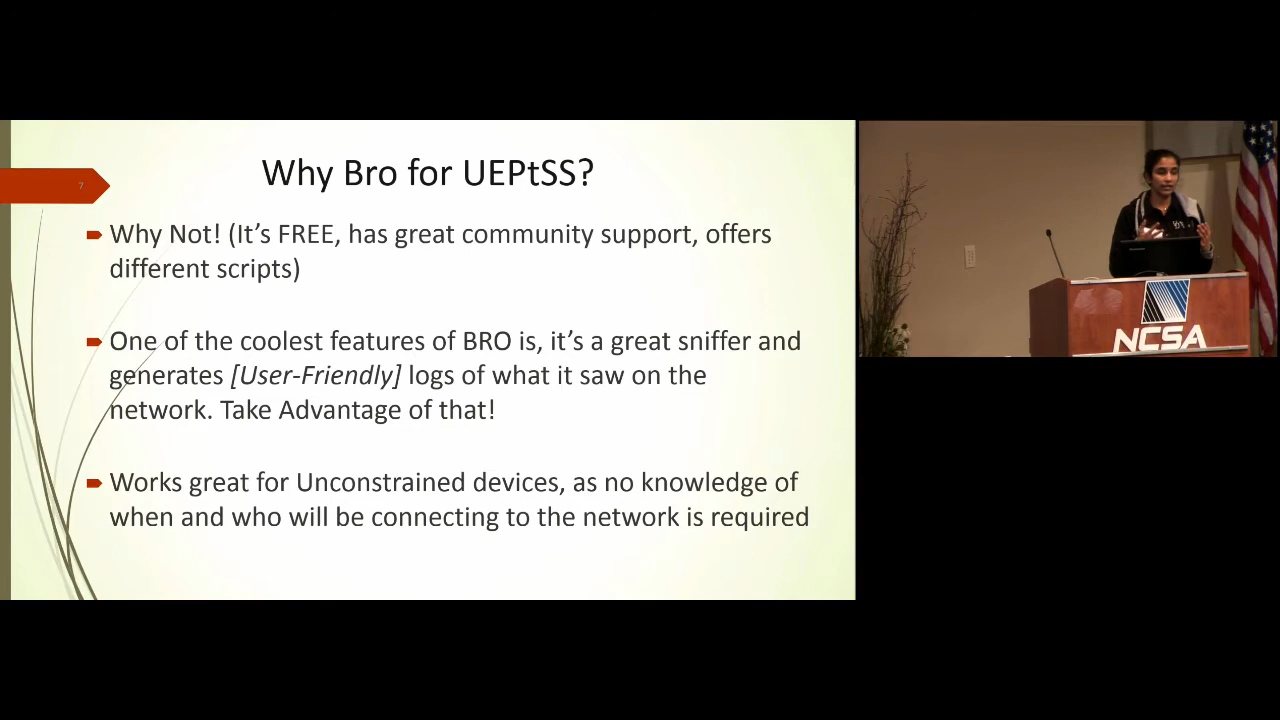 7
Why Bro for UEPtSS?
Why Not! (It's FREE, has great community support, offers
different scripts)
One of the coolest features of BRO is, it's a great sniffer and
generates [User-Friendly] logs of what it saw on the
network. Take Advantage of that!
Works great for Unconstrained devices, as no knowledge of
when and who will be connecting to the network is required
NCSA